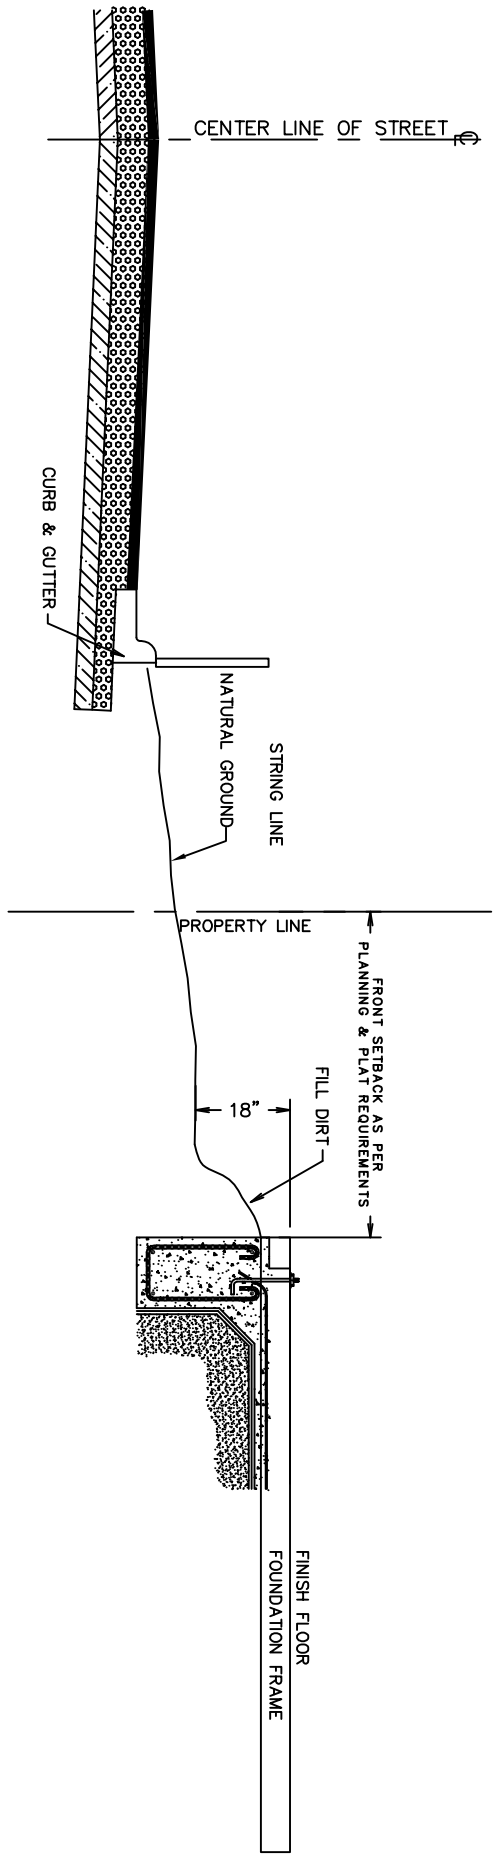 CENTER LINE OF STREET ℄
CURB & GUTTER
NATURAL GROUND
STRING LINE
PROPERTY LINE
FRONT SETBACK AS PER
PLANNING & PLAT REQUIREMENTS
18"
FILL DIRT
FINISH FLOOR
FOUNDATION FRAME